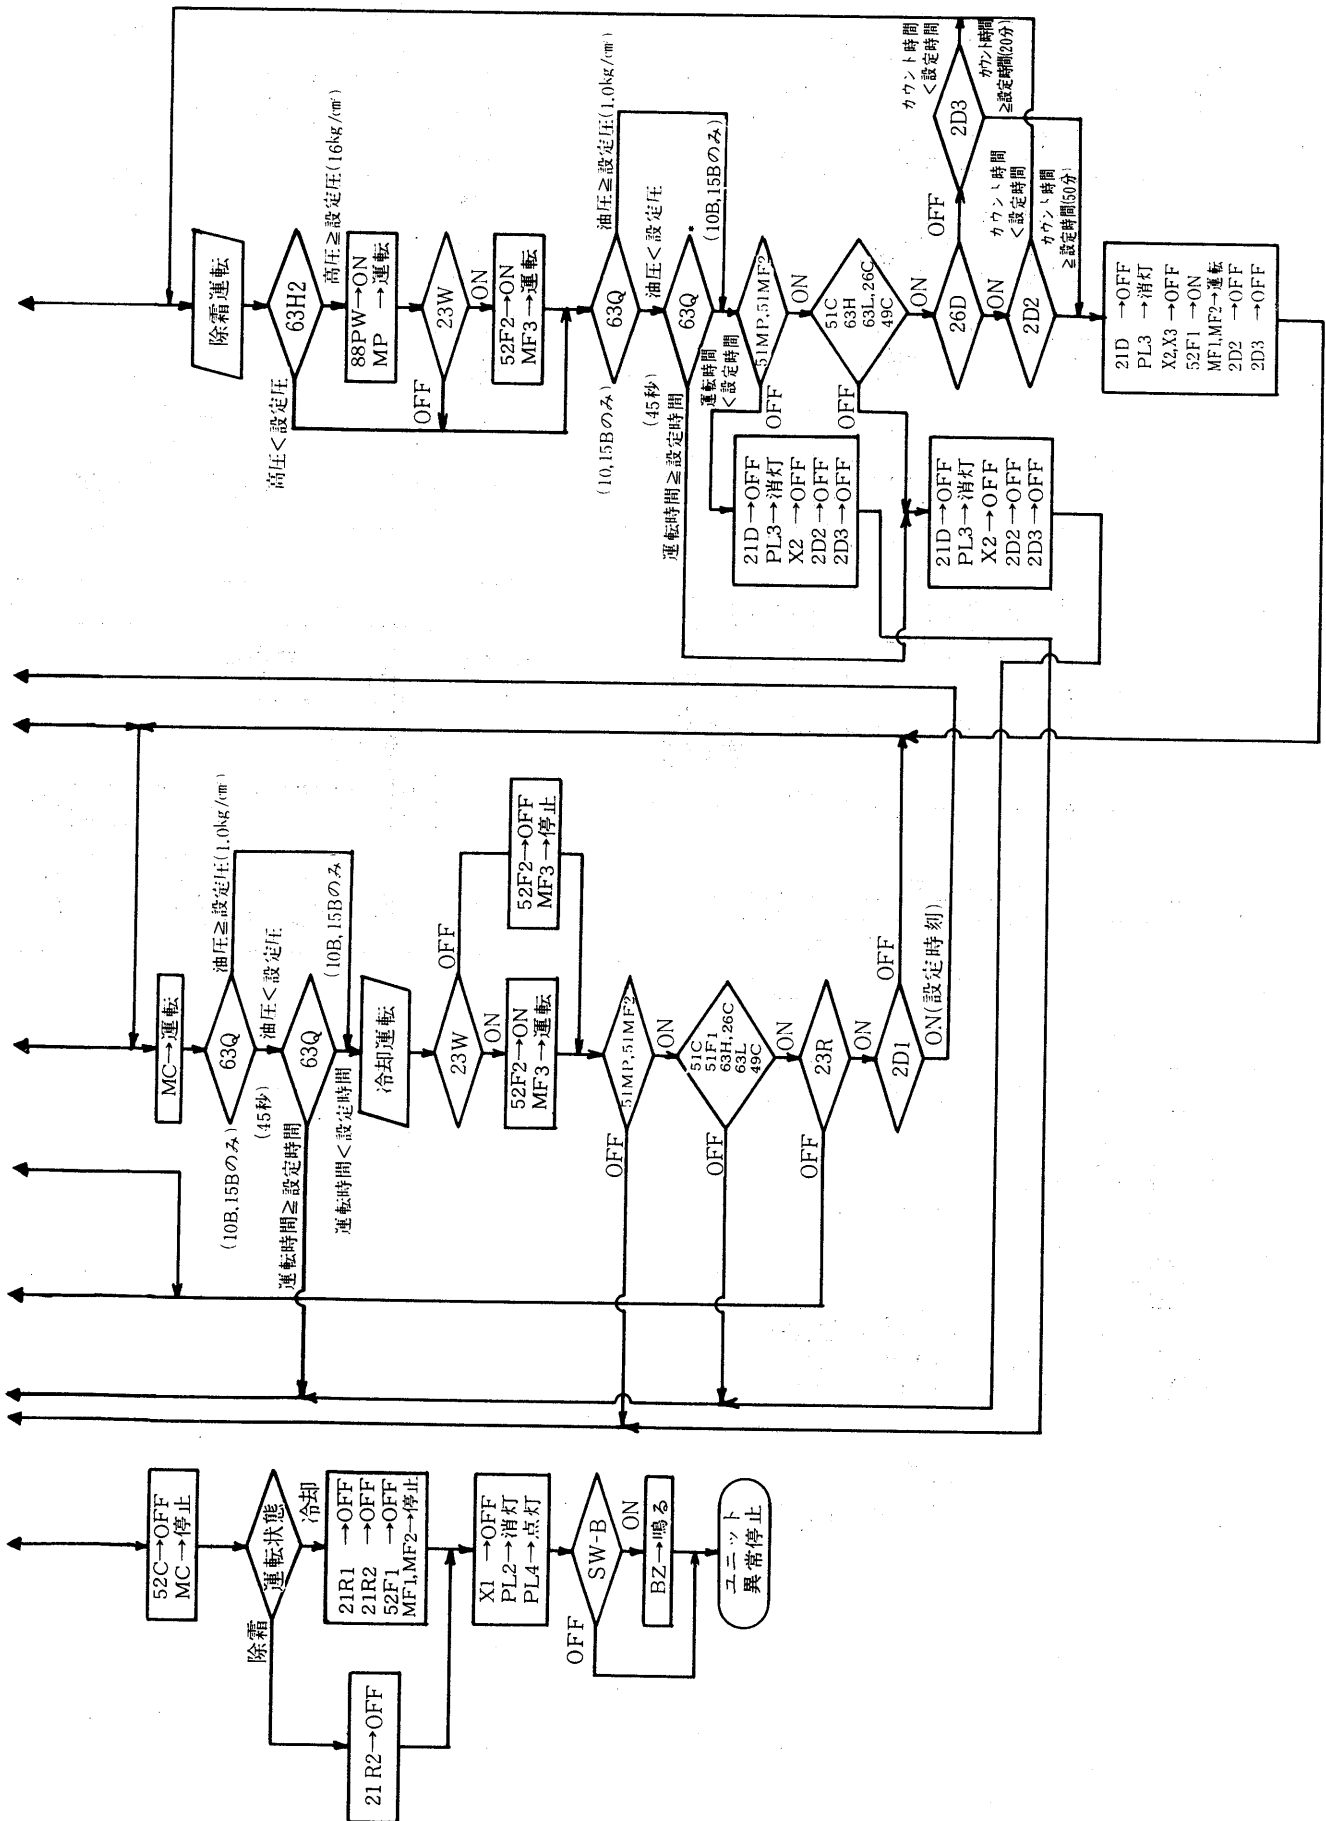 52C→OFF
MC→停止
運転状態
除霜
冷却
21R1 →OFF
21R2 →OFF
52F1 →OFF
MF1,MF2→停止
21R2→OFF
X1 →OFF
PL2→消灯
PL4→点灯
SW-B
OFF
ON
BZ→鳴る
ユニット
異常停止
MC→運転
63Q
(10B,15Bのみ)
油圧≧設定圧(1.0kg/cm²)
油圧<設定圧
63Q
(45秒)
運転時間≧設定時間
(10B,15Bのみ)
運転時間<設定時間
冷却運転
23W
OFF
ON
52F2→ON
MF3→運転
52F2→OFF
MF3→停止
51MP,51MF2
OFF
ON
51C
51F1
63H,26C
63L
49C
OFF
ON
23R
OFF
ON
2D1
OFF
ON(設定時刻)
除霜運転
63H2
高圧<設定圧
高圧≧設定圧(16kg/cm²)
88PW→ON
MP →運転
23W
OFF
ON
52F2→ON
MF3→運転
63Q
(10,15Bのみ)
油圧≧設定圧(1.0kg/cm²)
油圧<設定圧
63Q
*
(45秒)
運転時間≧設定時間
(10B,15Bのみ)
運転時間
<設定時間
51MP,51MF2
OFF
ON
21D→OFF
PL3→消灯
X2 →OFF
2D2→OFF
2D3→OFF
51C
63H
63L,26C
49C
OFF
ON
21D→OFF
PL3→消灯
X2→OFF
2D2→OFF
2D3→OFF
26D
OFF
ON
2D3
カウント時間
<設定時間
カウント時間
≧設定時間(20分)
2D2
カウント時間
<設定時間
カウント時間
≧設定時間(50分)
21D →OFF
PL3 →消灯
X2,X3 →OFF
52F1 →ON
MF1,MF2→運転
2D2 →OFF
2D3 →OFF